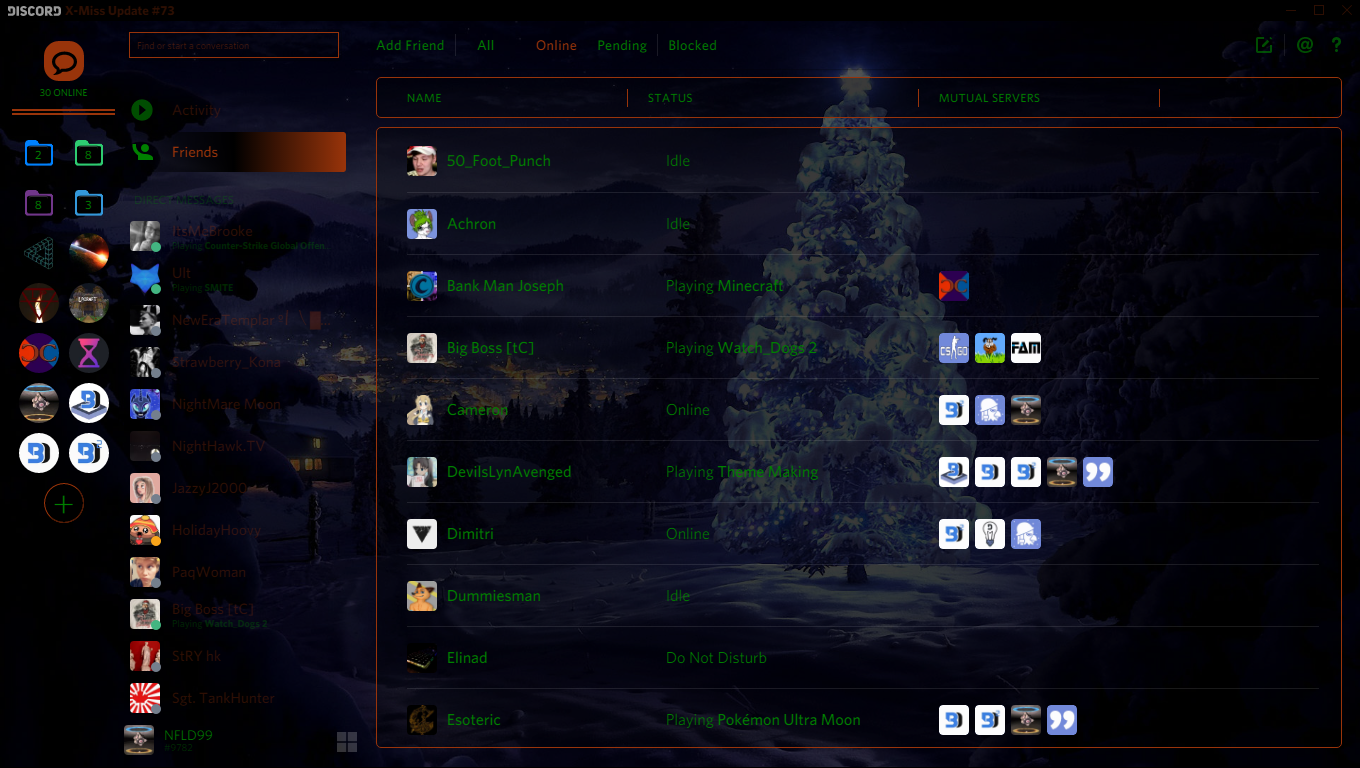 DISCORD X-Miss Update #73
Find or start a conversation
Add Friend All Online Pending Blocked
@ ?
30 ONLINE
NAME STATUS MUTUAL SERVERS
Activity
Friends
2 8
8 3
DIRECT MESSAGES
ItsMeBrooke
Playing Counter-Strike Global Offen...
Ult
Playing SMITE
NewEraTemplar
Strawberry_Kona
NightMare Moon
NightHawk.TV
JazzyJ2000
HolidayHoovy
PaqWoman
Big Boss [tC]
Playing Watch_Dogs 2
StRY hk
Sgt. TankHunter
NFLD99
#9782
50_Foot_Punch Idle
Achron Idle
Bank Man Joseph Playing Minecraft
Big Boss [tC] Playing Watch_Dogs 2 CS:GO FAM
Camerop Online
DevilsLynAvenged Playing Theme Making
Dimitri Online
Dummiesman Idle
Elinad Do Not Disturb
Esoteric Playing Pokémon Ultra Moon